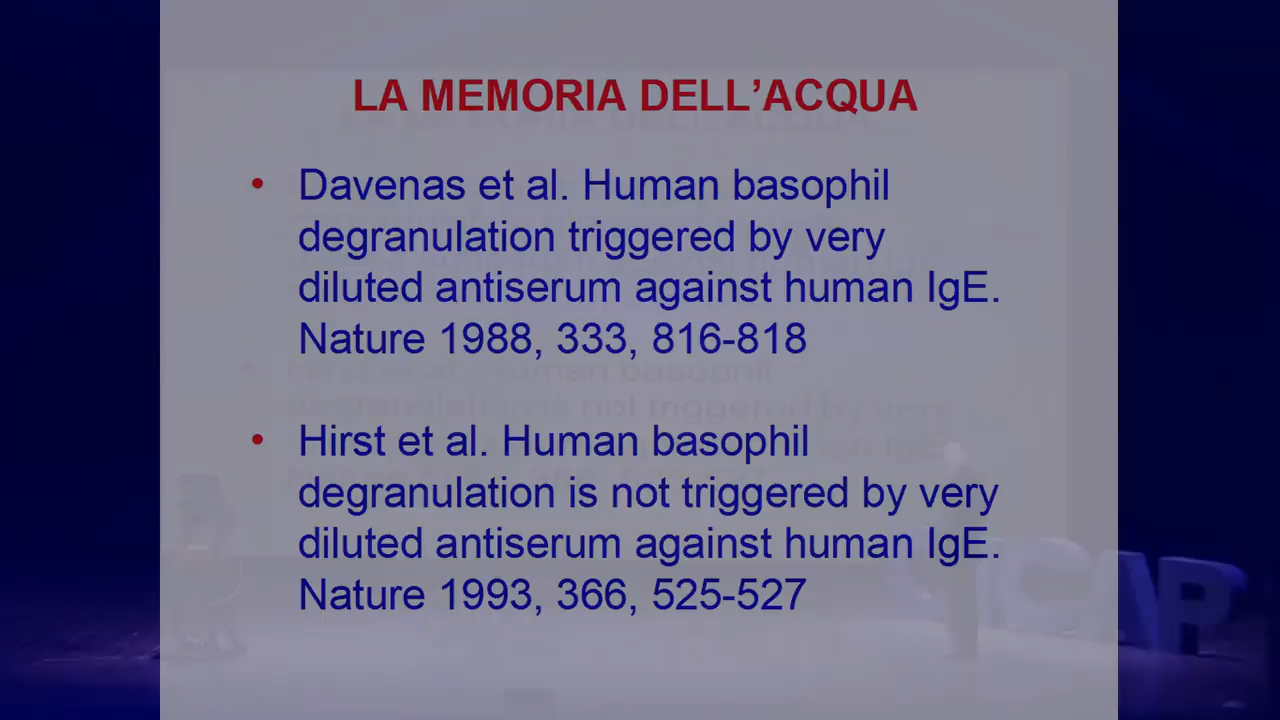 LA MEMORIA DELL’ACQUA
• Davenas et al. Human basophil
degranulation triggered by very
diluted antiserum against human IgE.
Nature 1988, 333, 816-818
• Hirst et al. Human basophil
degranulation is not triggered by very
diluted antiserum against human IgE.
Nature 1993, 366, 525-527
CICAP